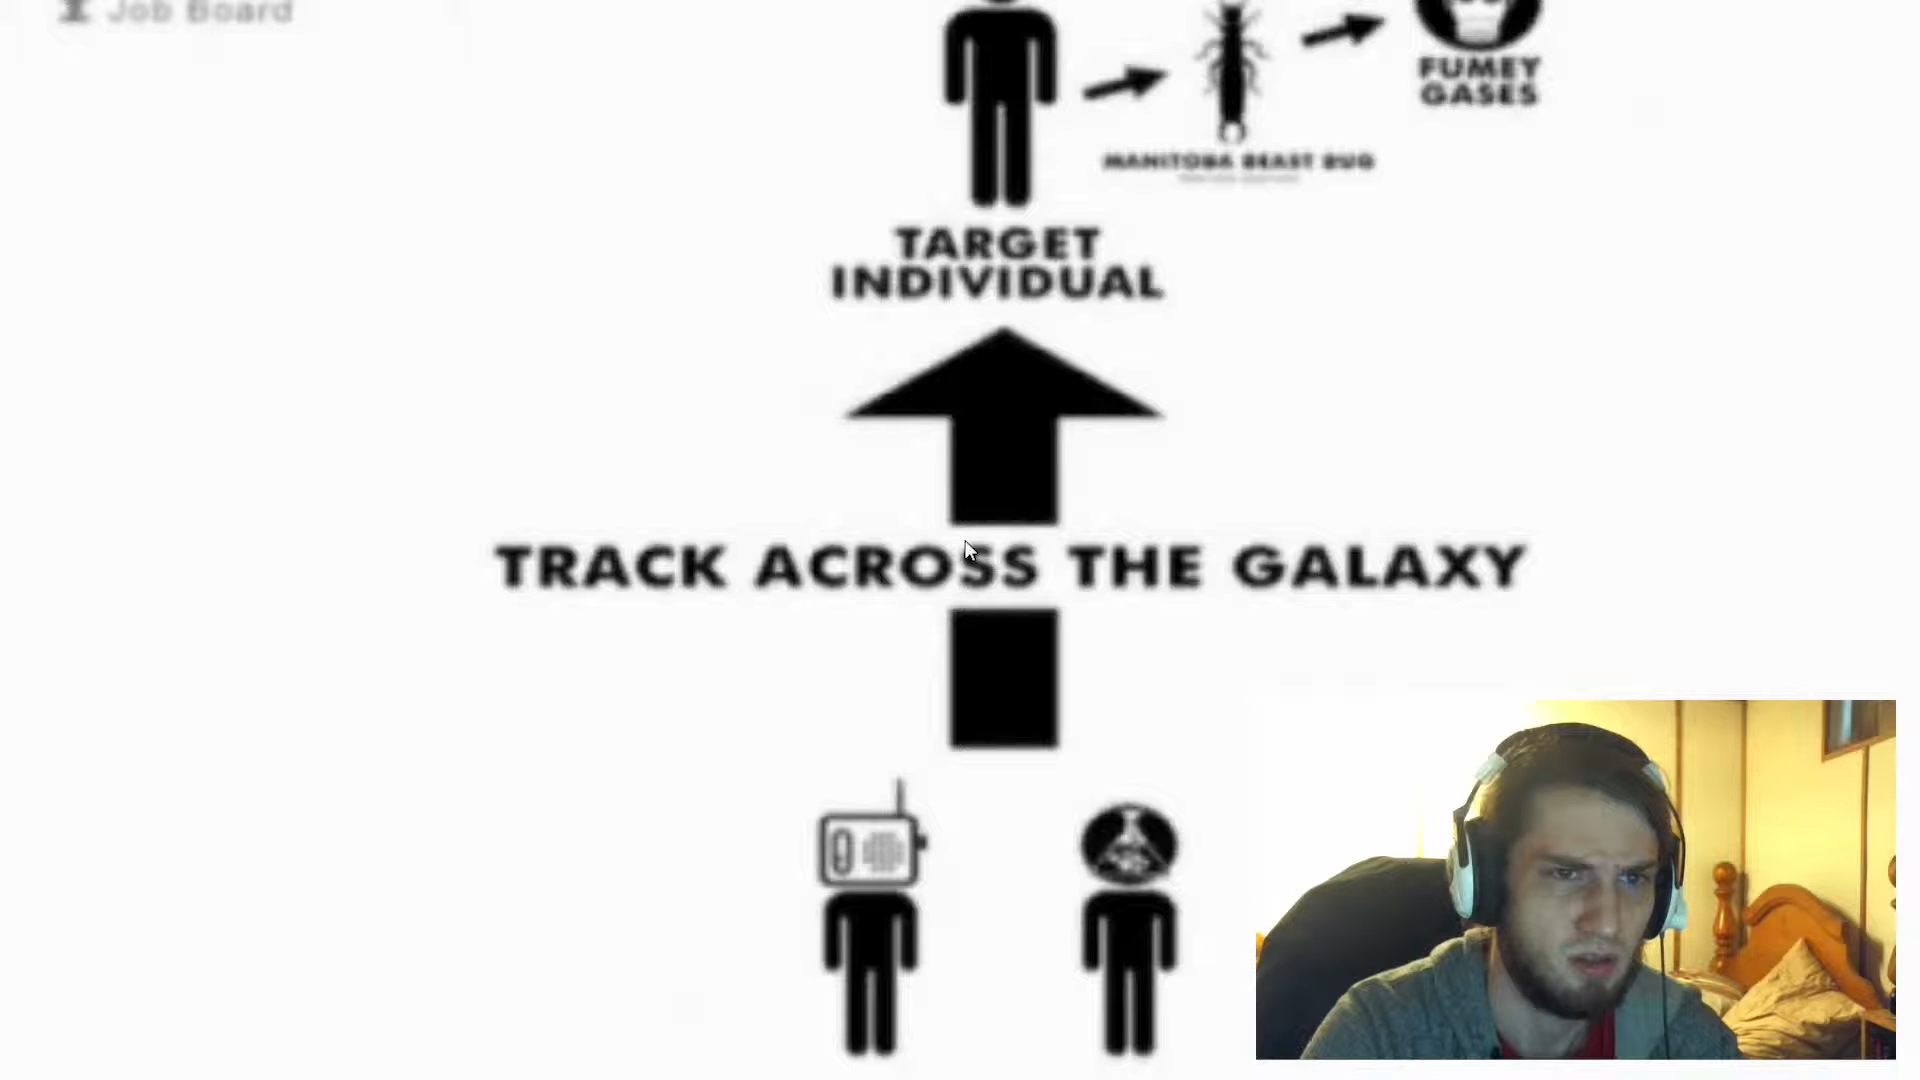 Job Board
FUMEY
GASES
MANITOBA BEAST BUG
TARGET
INDIVIDUAL
TRACK ACROSS THE GALAXY